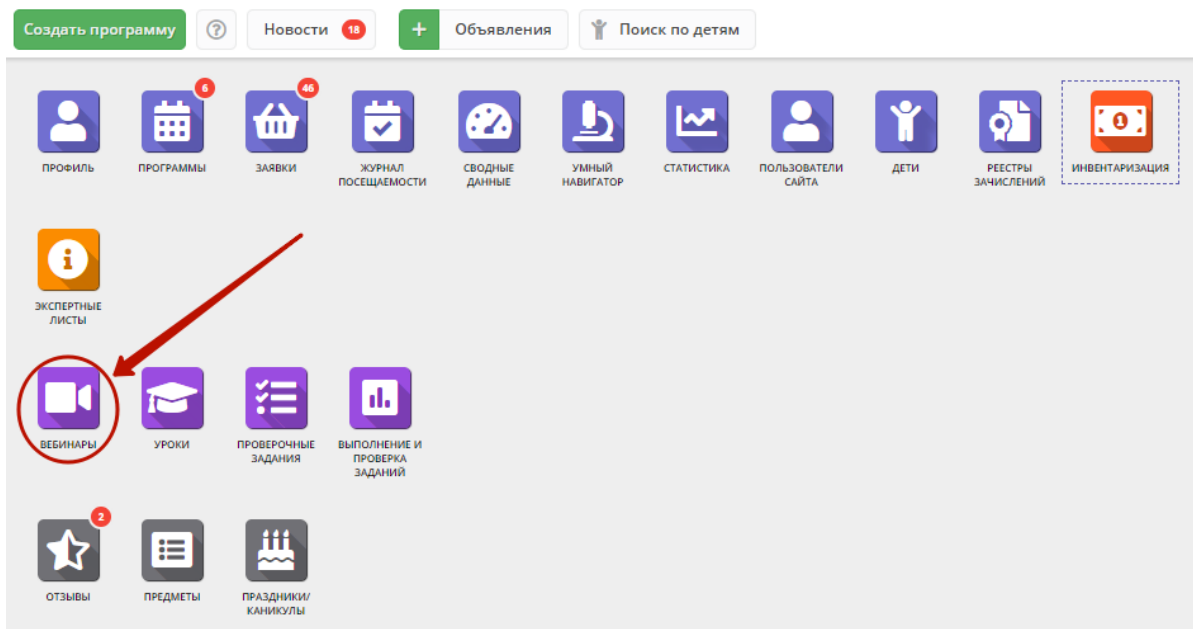 Создать программу
Новости 18
+ Объявления
Поиск по детям
6
46
ПРОФИЛЬ
ПРОГРАММЫ
ЗАЯВКИ
ЖУРНАЛ
ПОСЕЩАЕМОСТИ
СВОДНЫЕ
ДАННЫЕ
УМНЫЙ
НАВИГАТОР
СТАТИСТИКА
ПОЛЬЗОВАТЕЛИ
САЙТА
ДЕТИ
РЕЕСТРЫ
ЗАЧИСЛЕНИЙ
ИНВЕНТАРИЗАЦИЯ
ЭКСПЕРТНЫЕ
ЛИСТЫ
ВЕБИНАРЫ
УРОКИ
ПРОВЕРОЧНЫЕ
ЗАДАНИЯ
ВЫПОЛНЕНИЕ И
ПРОВЕРКА
ЗАДАНИЙ
2
ОТЗЫВЫ
ПРЕДМЕТЫ
ПРАЗДНИКИ/
КАНИКУЛЫ